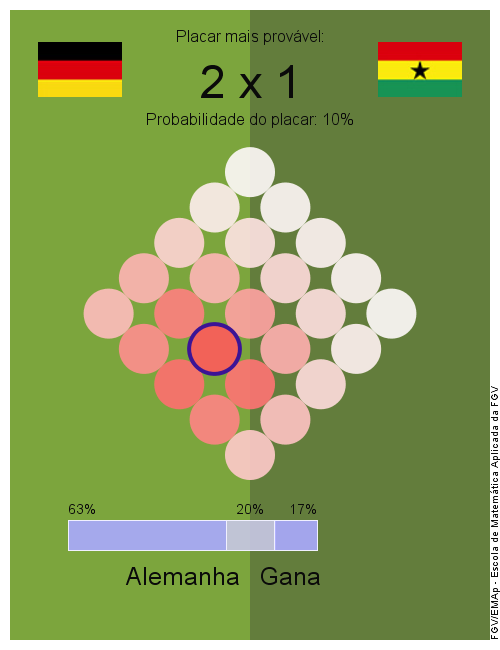 Placar mais provável:
2 x 1
Probabilidade do placar: 10%
63%
20%
17%
Alemanha
Gana
FGV/EMAp - Escola de Matemática Aplicada da FGV